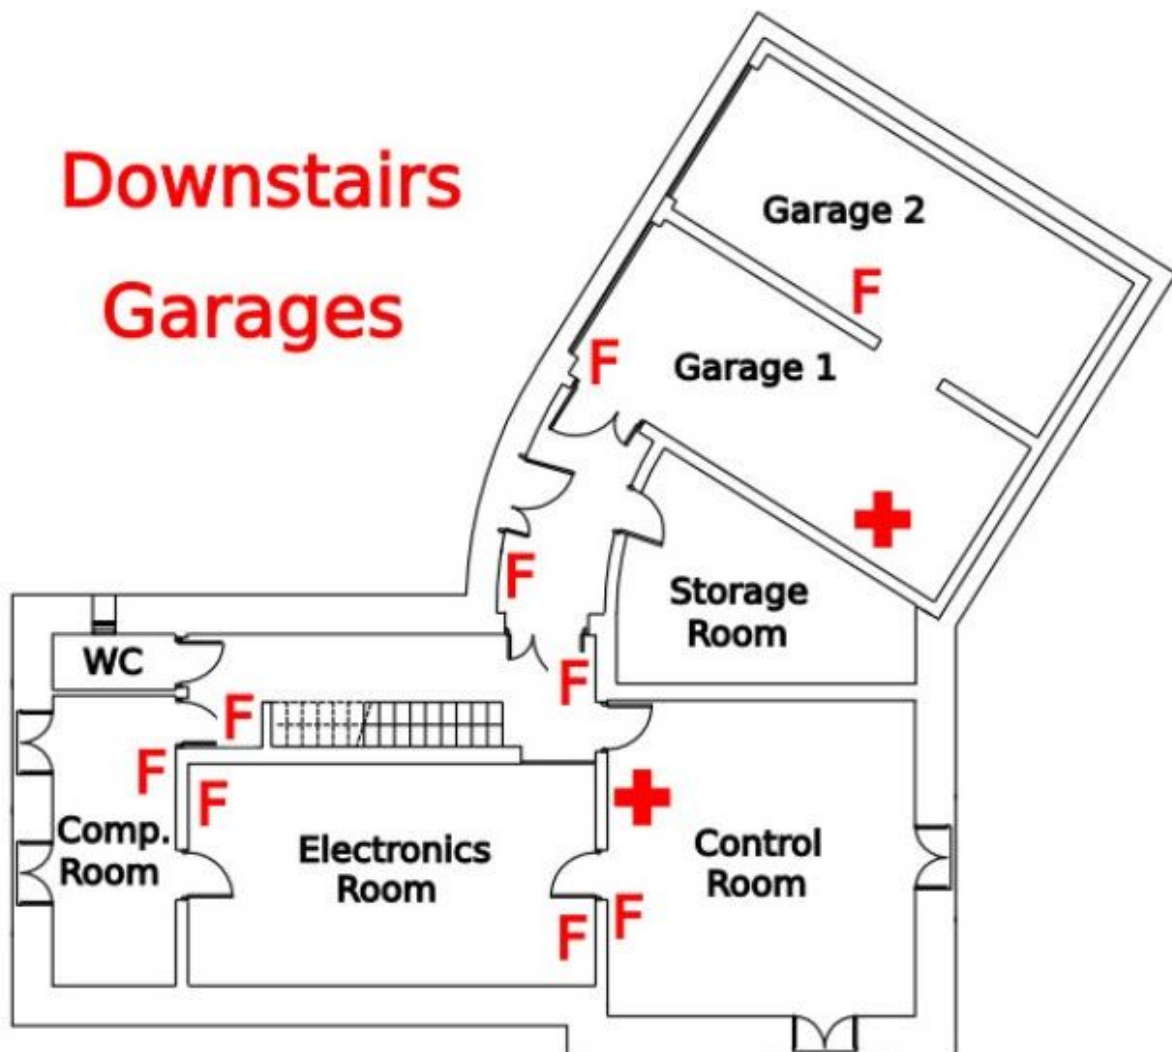 Downstairs
Garages
Garage 2
F
F
Garage 1
F
Storage
Room
WC
F
F
F
F
Comp.
Room
Electronics
Room
Control
Room
F
F